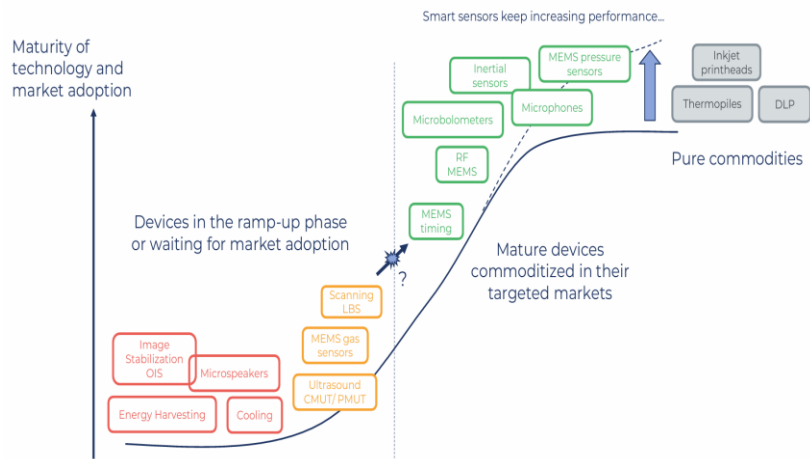 Smart sensors keep increasing performance...
Maturity of
technology and
market adoption
MEMS pressure
sensors
Inertial
sensors
Microphones
Microbolometers
RF
MEMS
MEMS
timing
Inkjet
printheads
Thermopiles
DLP
Pure commodities
Devices in the ramp-up phase
or waiting for market adoption
?
Mature devices
commoditized in their
targeted markets
Scanning
LBS
MEMS gas
sensors
Ultrasound
CMUT/ PMUT
Image
Stabilization
OIS
Microspeakers
Energy Harvesting
Cooling